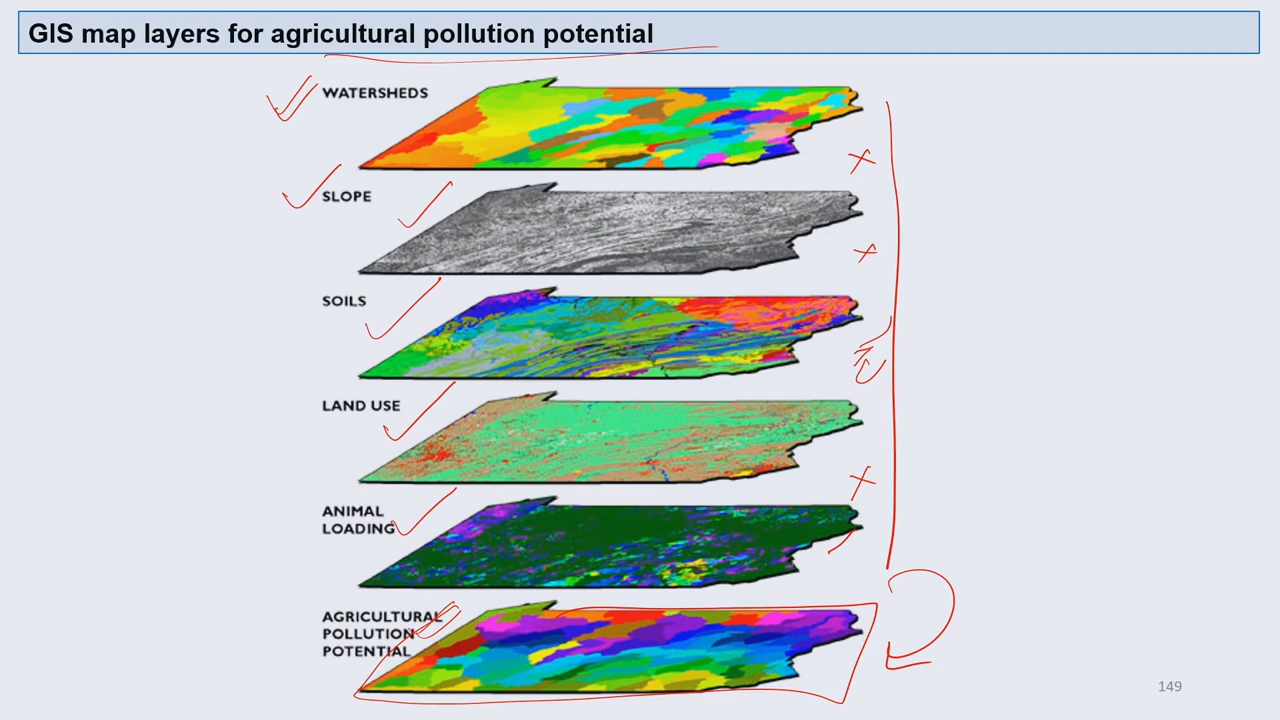 GIS map layers for agricultural pollution potential
WATERSHEDS
SLOPE
SOILS
LAND USE
ANIMAL
LOADING
AGRICULTURAL
POLLUTION
POTENTIAL
149